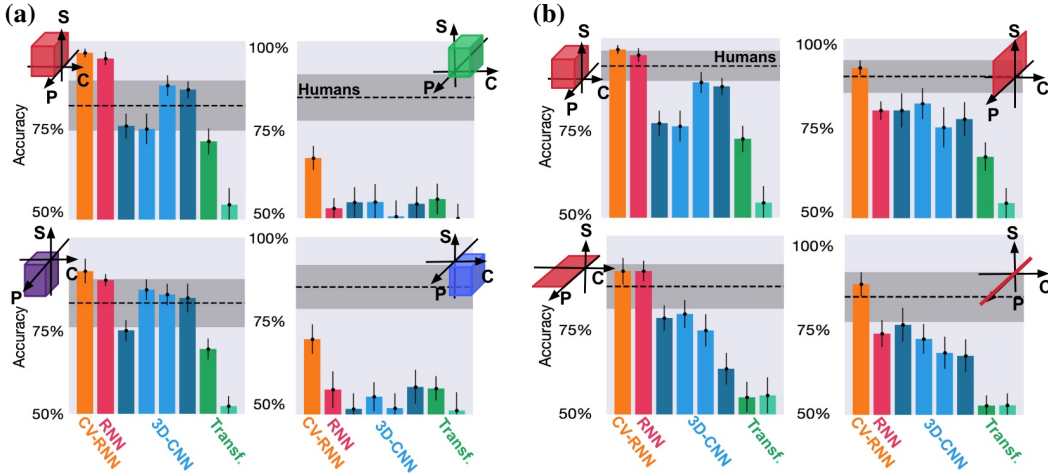 (a)
(b)
S
C
P
Accuracy
75%
50%
100%
Humans
75%
50%
S
P
C
S
C
P
Accuracy
75%
50%
CV-RNN
RNN
3D-CNN
Transf.
100%
75%
50%
S
P
C
S
C
P
Accuracy
75%
50%
Humans
100%
75%
50%
S
C
P
S
C
P
Accuracy
75%
50%
CV-RNN
RNN
3D-CNN
Transf.
100%
75%
50%
S
C
P